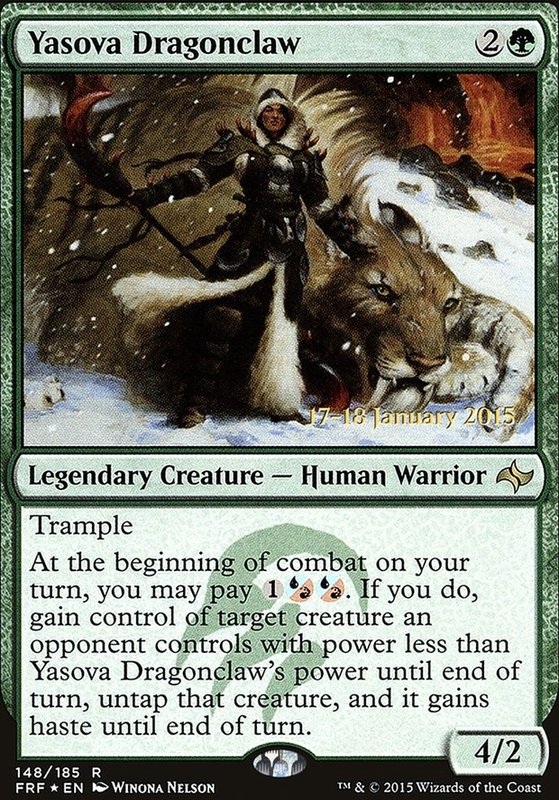 Yasova Dragonclaw 2
17-18 January 2015
Legendary Creature — Human Warrior
Trample
At the beginning of combat on your
turn, you may pay 1 . If you do,
gain control of target creature an
opponent controls with power less than
Yasova Dragonclaw's power until end of
turn, untap that creature, and it gains
haste until end of turn.
4/2
148/185 R
FRF ★ EN Winona Nelson
™ & © 2015 Wizards of the Coast